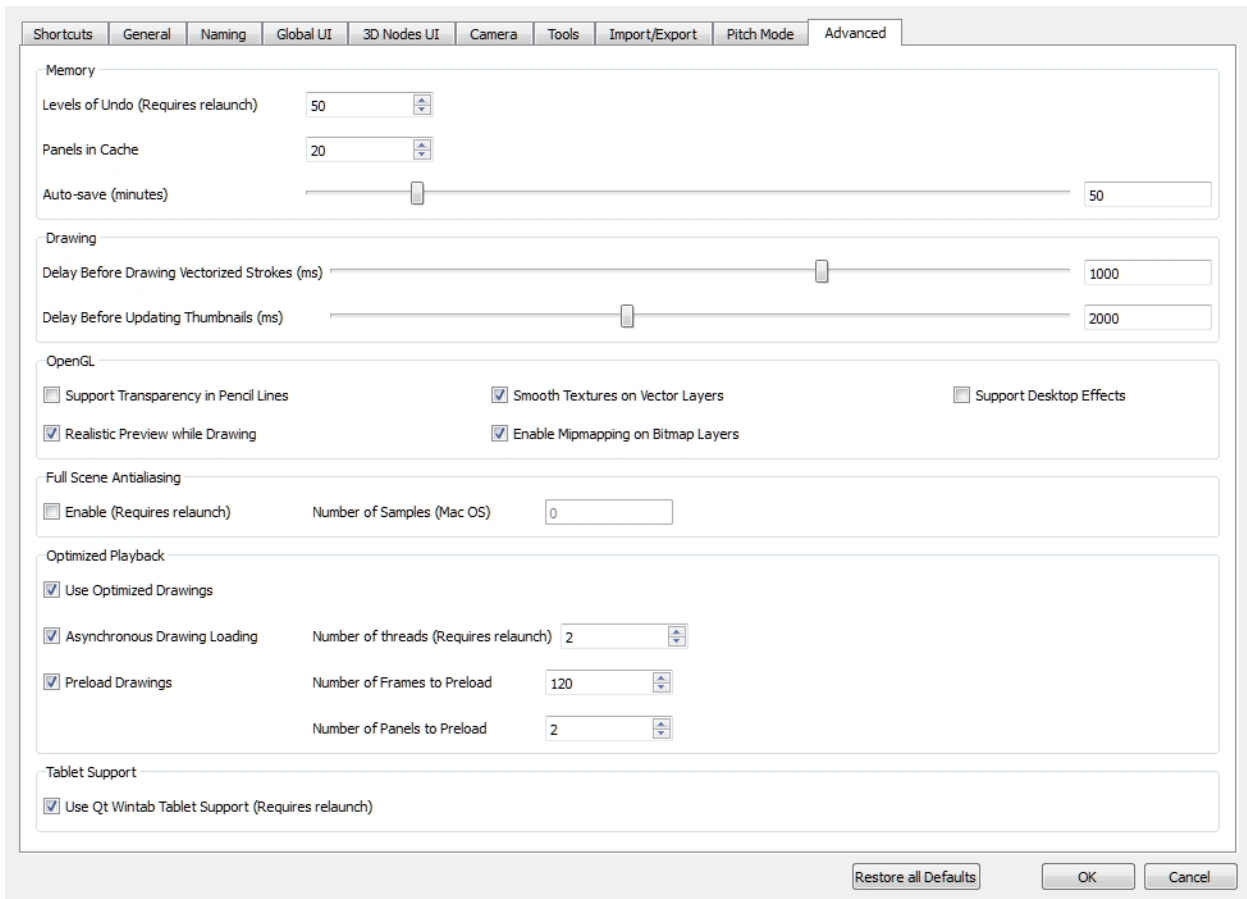 Shortcuts General Naming Global UI 3D Nodes UI Camera Tools Import/Export Pitch Mode Advanced
Memory
Levels of Undo (Requires relaunch) 50
Panels in Cache 20
Auto-save (minutes) 50
Drawing
Delay Before Drawing Vectorized Strokes (ms) 1000
Delay Before Updating Thumbnails (ms) 2000
OpenGL
Support Transparency in Pencil Lines Smooth Textures on Vector Layers Support Desktop Effects
Realistic Preview while Drawing Enable Mipmapping on Bitmap Layers
Full Scene Antialiasing
Enable (Requires relaunch) Number of Samples (Mac OS) 0
Optimized Playback
Use Optimized Drawings
Asynchronous Drawing Loading Number of threads (Requires relaunch) 2
Preload Drawings Number of Frames to Preload 120
Number of Panels to Preload 2
Tablet Support
Use Qt Wintab Tablet Support (Requires relaunch)
Restore all Defaults OK Cancel